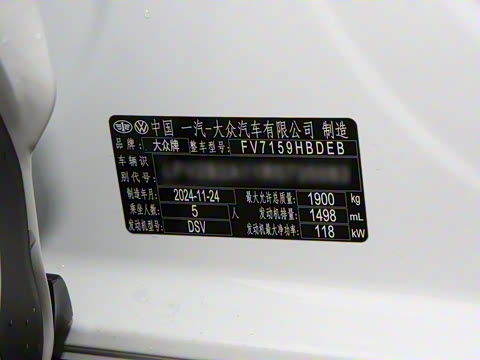 中国 一汽-大众汽车有限公司 制造
品牌: 大众牌 整车型号: FV7159HBDEB
车辆识别代号:
制造年月: 2024-11-24 最大允许总质量: 1900 kg
乘坐人数: 5 人 发动机排量: 1498 mL
发动机型号: DSV 发动机最大净功率: 118 kW